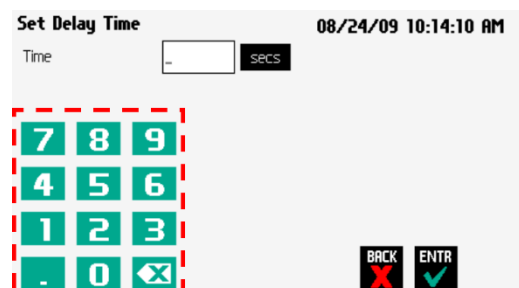 Set Delay Time 08/24/09 10:14:10 AM
Time _ secs
7 8 9
4 5 6
1 2 3
. 0 X
BACK ENTR